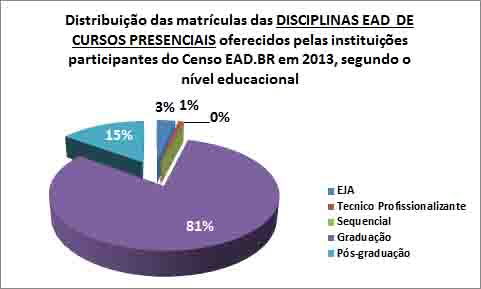 Distribuição das matrículas das DISCIPLINAS EAD DE
CURSOS PRESENCIAIS oferecidos pelas instituições
participantes do Censo EAD.BR em 2013, segundo o
nível educacional
3%
1%
0%
15%
81%
EJA
Tecnico Profissionalizante
Sequencial
Graduação
Pós-graduação